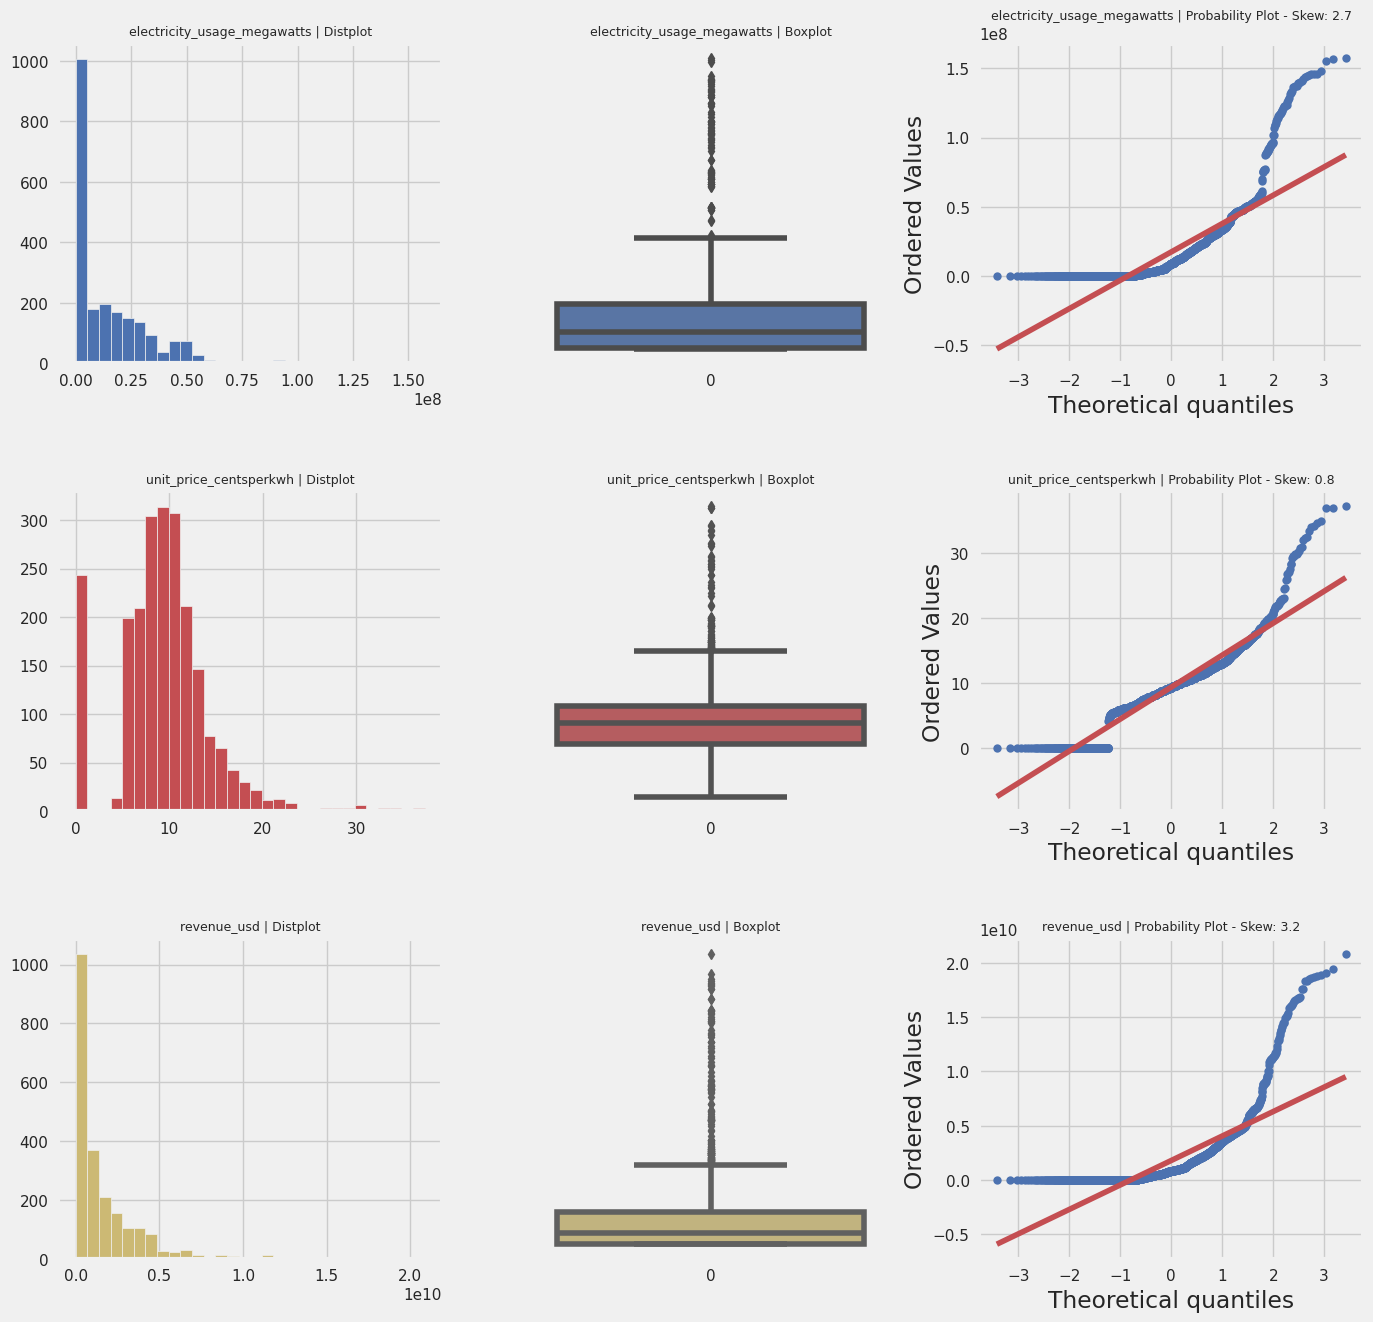 electricity_usage_megawatts | Distplot
1000
800
600
400
200
0
0.00 0.25 0.50 0.75 1.00 1.25 1.50
1e8
electricity_usage_megawatts | Boxplot
0
electricity_usage_megawatts | Probability Plot - Skew: 2.7
1e8
Ordered Values
1.5
1.0
0.5
0.0
−0.5
−3 −2 −1 0 1 2 3
Theoretical quantiles
unit_price_centsperkwh | Distplot
300
250
200
150
100
50
0
0 10 20 30
unit_price_centsperkwh | Boxplot
0
unit_price_centsperkwh | Probability Plot - Skew: 0.8
Ordered Values
30
20
10
0
−3 −2 −1 0 1 2 3
Theoretical quantiles
revenue_usd | Distplot
1000
800
600
400
200
0
0.0 0.5 1.0 1.5 2.0
1e10
revenue_usd | Boxplot
0
revenue_usd | Probability Plot - Skew: 3.2
1e10
Ordered Values
2.0
1.5
1.0
0.5
0.0
−0.5
−3 −2 −1 0 1 2 3
Theoretical quantiles